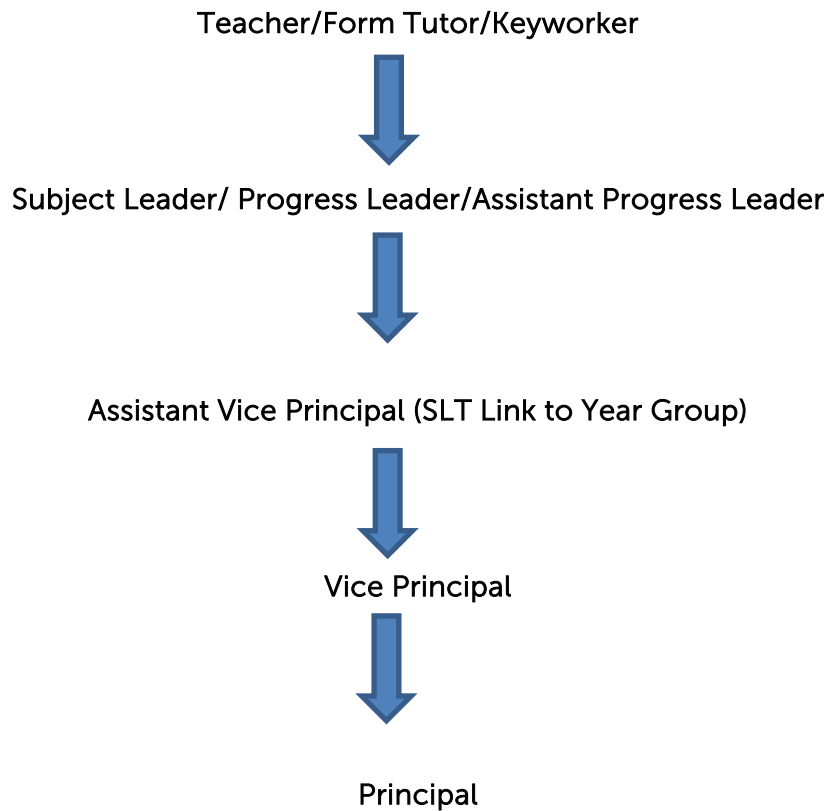 Teacher/Form Tutor/Keyworker
Subject Leader/ Progress Leader/Assistant Progress Leader
Assistant Vice Principal (SLT Link to Year Group)
Vice Principal
Principal